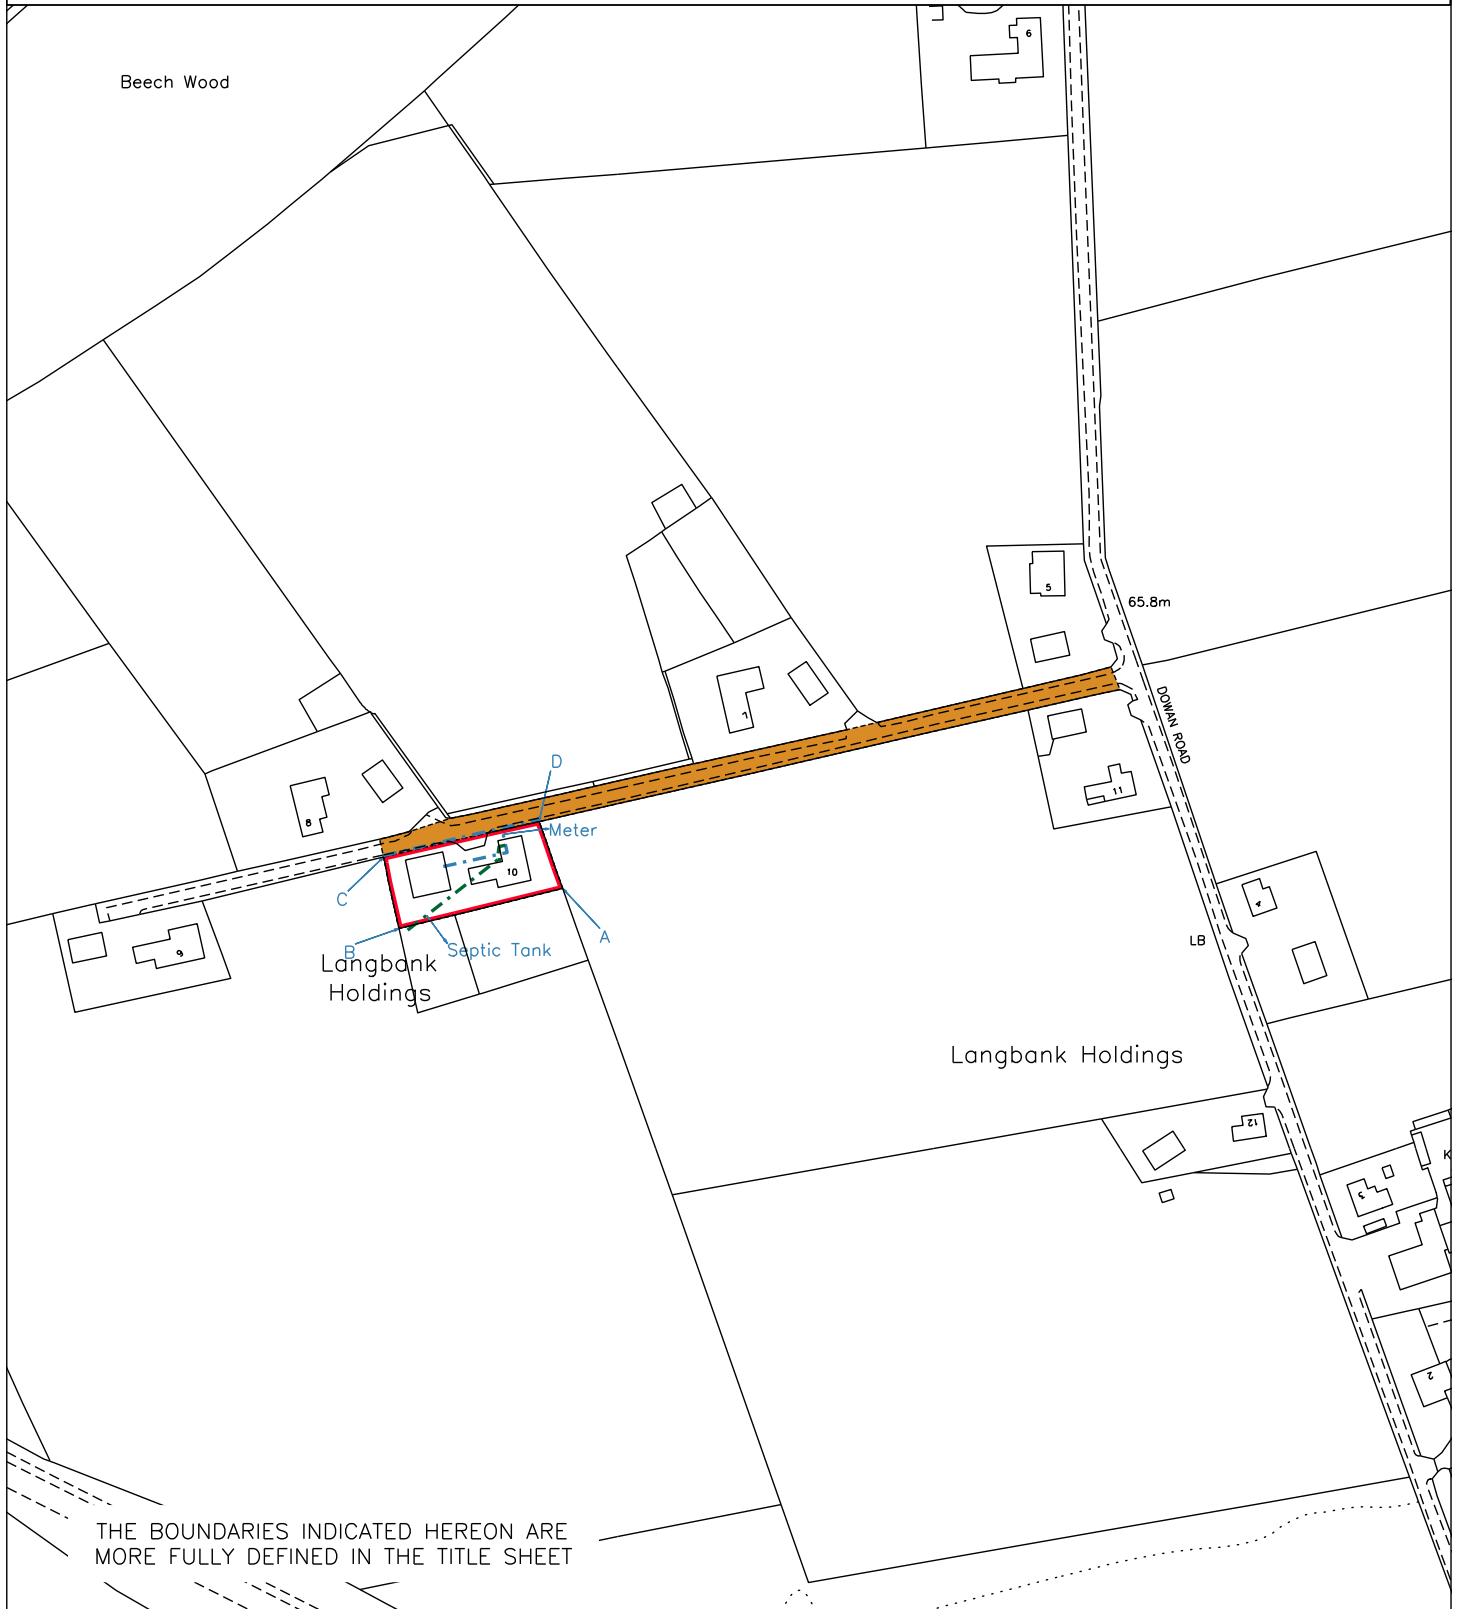 6
Beech Wood
5
65.8m
DOWAN ROAD
7
D
11
8
Meter
10
C
4
A
B
LB
9
Septic Tank
Langbank
Holdings
Langbank Holdings
12
K
3
2
THE BOUNDARIES INDICATED HEREON ARE
MORE FULLY DEFINED IN THE TITLE SHEET